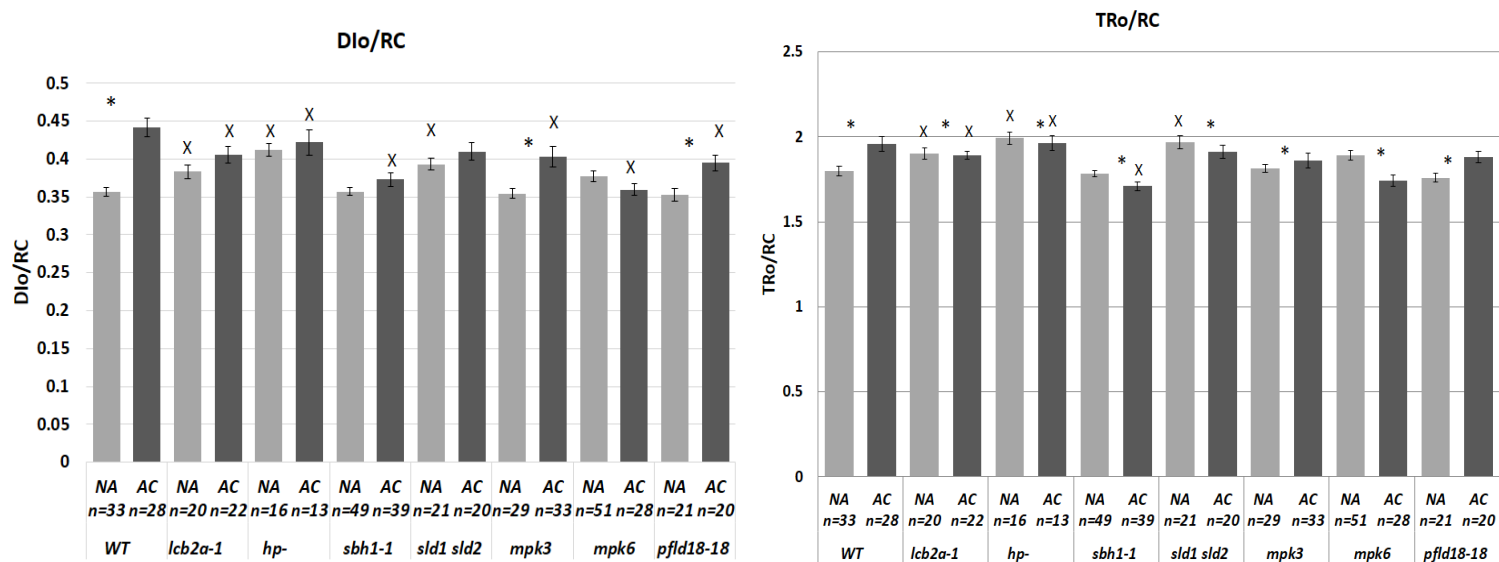 DIo/RC
0.5
0.45
0.4
0.35
0.3
0.25
0.2
0.15
0.1
0.05
0
DIo/RC
* X X X X X X * X X * X
NA AC NA AC NA AC NA AC NA AC NA AC NA AC NA AC
n=33 n=28 n=20 n=22 n=16 n=13 n=49 n=39 n=21 n=20 n=29 n=33 n=51 n=28 n=21 n=20
WT lcb2a-1 hp- sbh1-1 sld1 sld2 mpk3 mpk6 pfld18-18
TRo/RC
2.5
2
1.5
1
0.5
0
TRo/RC
* X * X X * X * X X * * * *
NA AC NA AC NA AC NA AC NA AC NA AC NA AC NA AC
n=33 n=28 n=20 n=22 n=16 n=13 n=49 n=39 n=21 n=20 n=29 n=33 n=51 n=28 n=21 n=20
WT lcb2a-1 hp- sbh1-1 sld1 sld2 mpk3 mpk6 pfld18-18